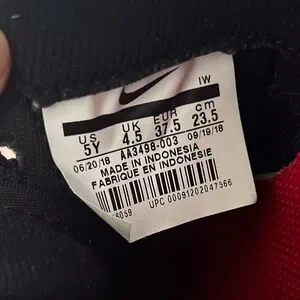 IW
US UK EUR cm
5Y 4.5 37.5 23.5
06/20/18 AA3498-003 09/19/18
MADE IN INDONESIA
FABRIQUE EN INDONESIE
UPC 00091202047566